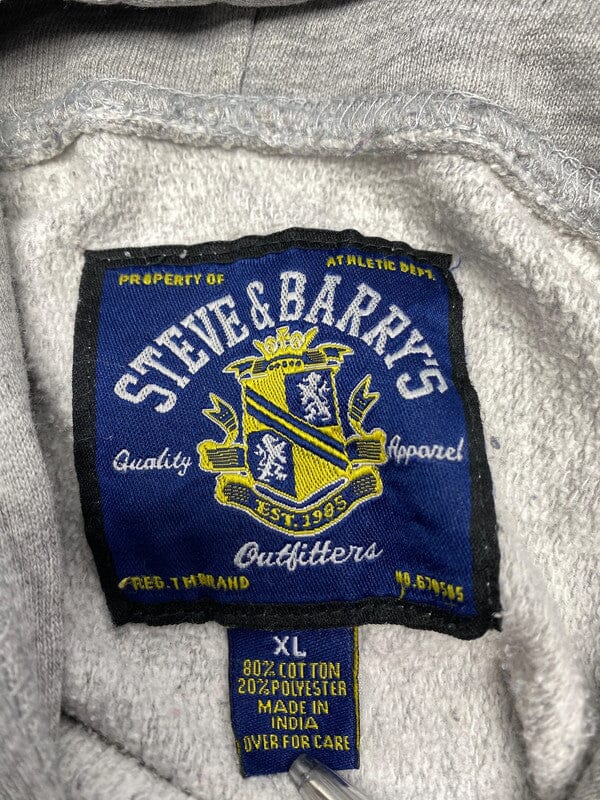 PROPERTY OF ATHLETIC DEPT.
STEVE & BARRY'S
Quality Apparel
EST. 1985
Outfitters
REG. TM BRAND
XL
80% COTTON
20% POLYESTER
MADE IN
INDIA
OVER FOR CARE